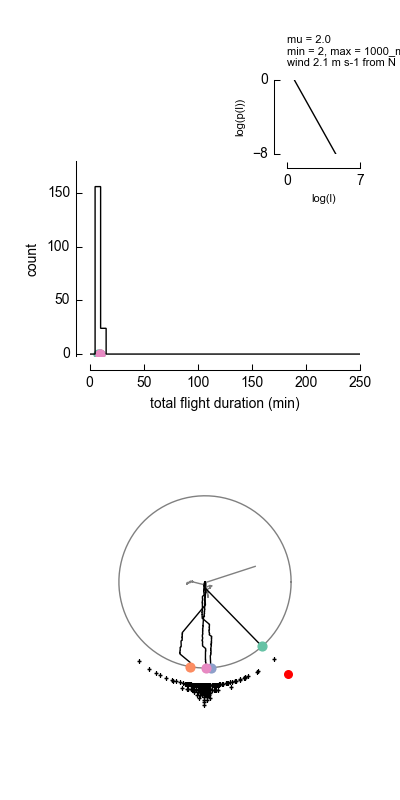 mu = 2.0
min = 2, max = 1000_m
wind 2.1 m s-1 from N
0
−8
log(p(l))
0 7
log(l)
150
100
50
0
count
0 50 100 150 200 250
total flight duration (min)